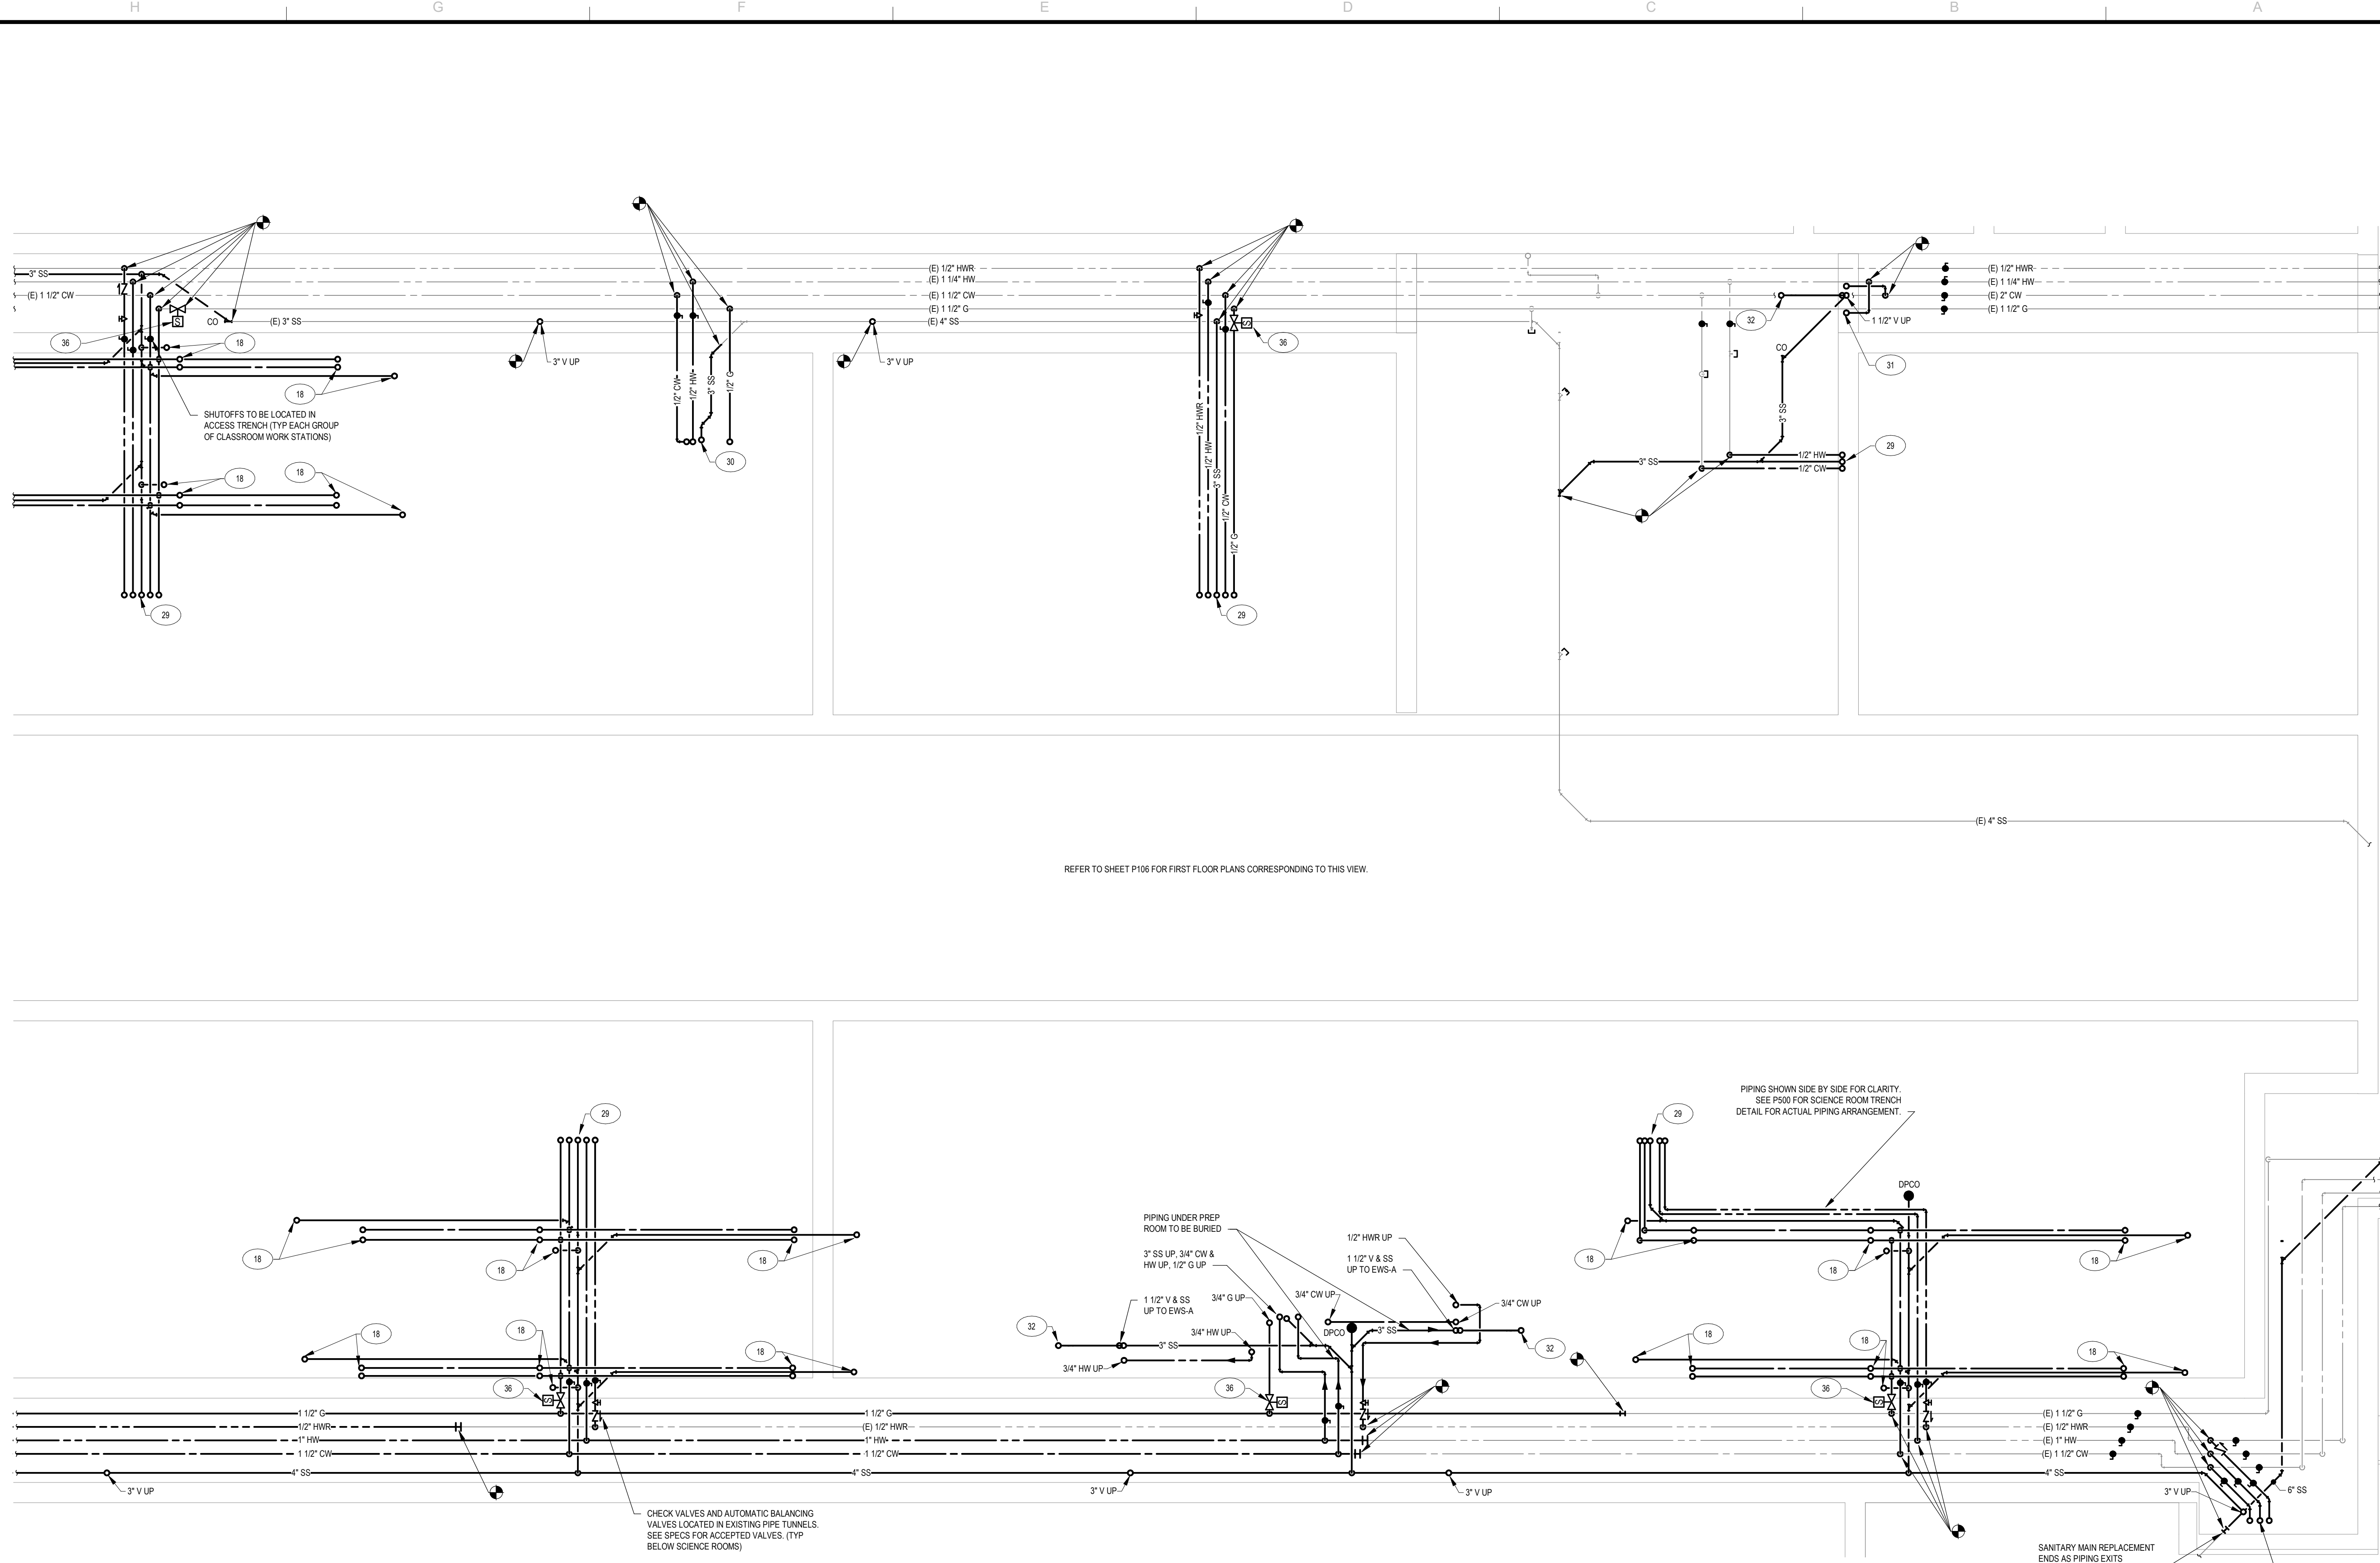 H G F E D C B A
3" SS
(E) 1/2" HWR
(E) 1 1/4" HW
(E) 1 1/2" CW
(E) 1 1/2" G
(E) 4" SS
(E) 1/2" HWR
(E) 1 1/4" HW
(E) 2" CW
(E) 1 1/2" G
(E) 1 1/2" CW
S
CO
(E) 3" SS
36
18
3" V UP
3" V UP
S
36
32
1 1/2" V UP
CO
31
18
SHUTOFFS TO BE LOCATED IN
ACCESS TRENCH (TYP EACH GROUP
OF CLASSROOM WORK STATIONS)
1/2" CW
1/2" HW
3" SS
1/2" G
30
1/2" HWR
1/2" HW
3" SS
1/2" CW
1/2" G
3" SS
29
1/2" HW
3" SS
1/2" CW
18
18
29
29
(E) 4" SS
REFER TO SHEET P106 FOR FIRST FLOOR PLANS CORRESPONDING TO THIS VIEW.
PIPING SHOWN SIDE BY SIDE FOR CLARITY.
SEE P500 FOR SCIENCE ROOM TRENCH
DETAIL FOR ACTUAL PIPING ARRANGEMENT.
29
29
DPCO
PIPING UNDER PREP
ROOM TO BE BURIED
1/2" HWR UP
3" SS UP, 3/4" CW &
HW UP, 1/2" G UP
1 1/2" V & SS
UP TO EWS-A
18
18
18
18
18
18
1 1/2" V & SS
UP TO EWS-A
3/4" G UP
3/4" CW UP
3/4" CW UP
32
3/4" HW UP
3" SS
DPCO
3" SS
3/4" HW UP
32
18
18
18
18
18
18
36
S
36
S
36
S
1 1/2" G
1/2" HWR
1" HW
1 1/2" CW
4" SS
1 1/2" G
(E) 1/2" HWR
1" HW
1 1/2" CW
4" SS
(E) 1 1/2" G
(E) 1/2" HWR
(E) 1" HW
(E) 1 1/2" CW
4" SS
3" V UP
3" V UP
3" V UP
3" V UP
6" SS
CHECK VALVES AND AUTOMATIC BALANCING
VALVES LOCATED IN EXISTING PIPE TUNNELS.
SEE SPECS FOR ACCEPTED VALVES. (TYP
BELOW SCIENCE ROOMS)
SANITARY MAIN REPLACEMENT
ENDS AS PIPING EXITS